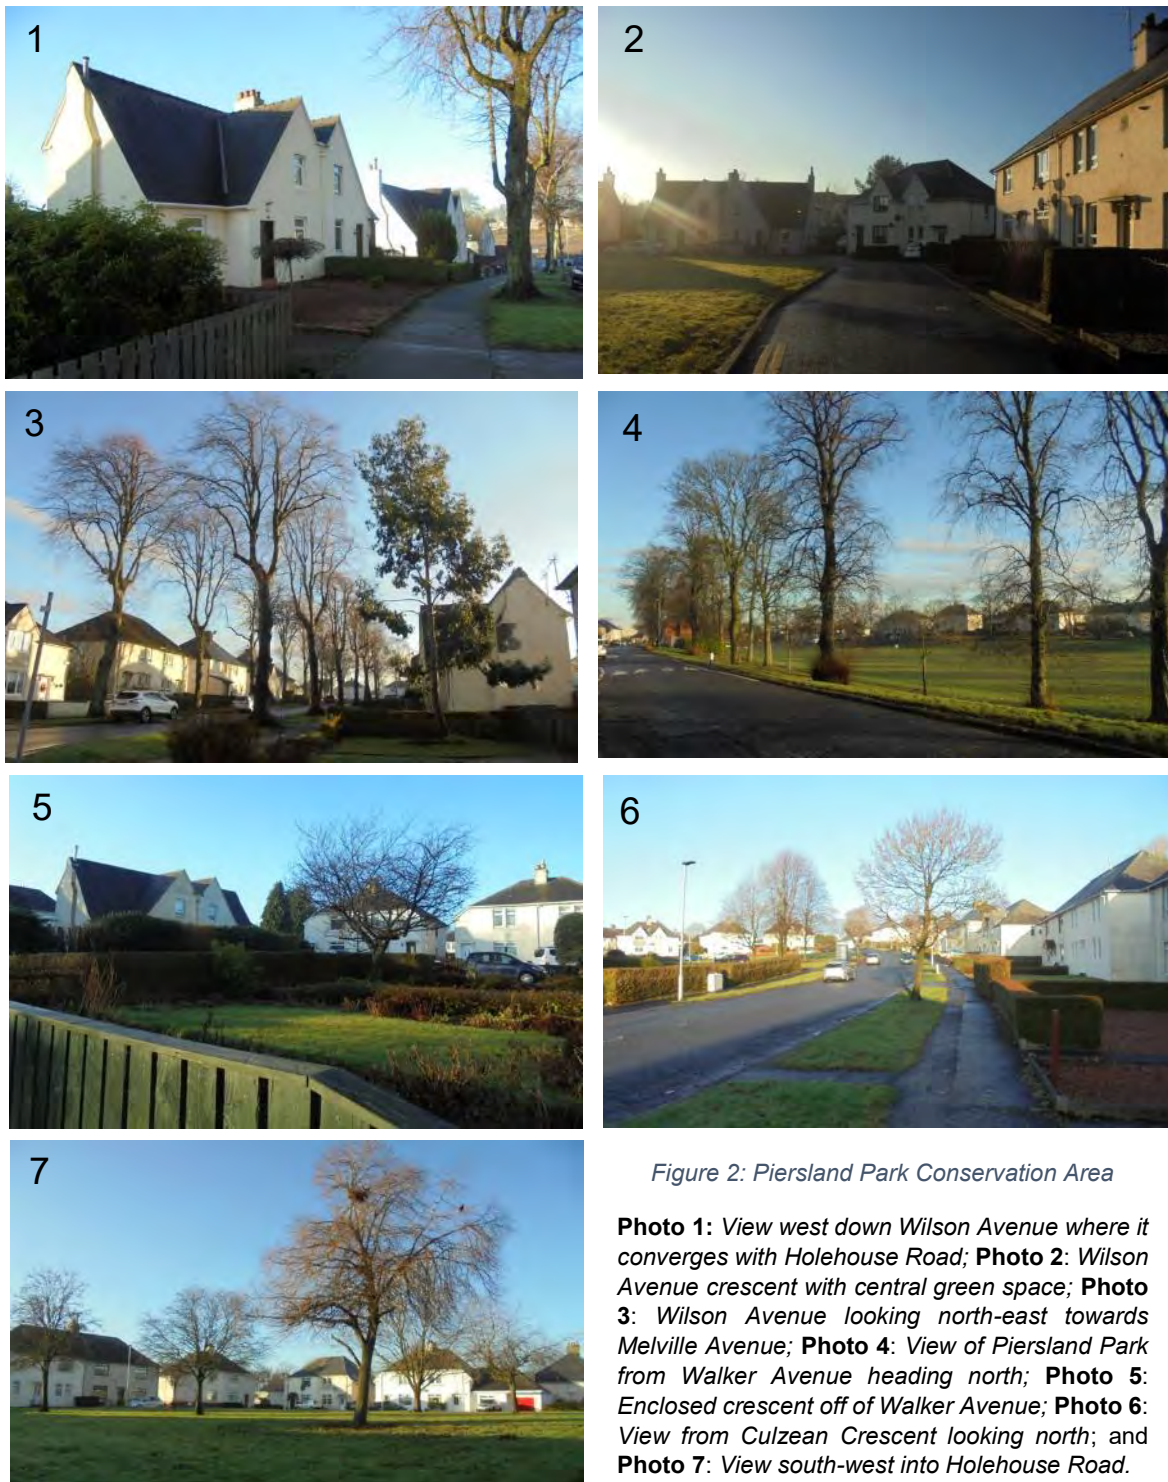 1
2
3
4
5
6
7
Figure 2: Piersland Park Conservation Area
Photo 1: View west down Wilson Avenue where it
converges with Holehouse Road; Photo 2: Wilson
Avenue crescent with central green space; Photo
3: Wilson Avenue looking north-east towards
Melville Avenue; Photo 4: View of Piersland Park
from Walker Avenue heading north; Photo 5:
Enclosed crescent off of Walker Avenue; Photo 6:
View from Culzean Crescent looking north; and
Photo 7: View south-west into Holehouse Road.